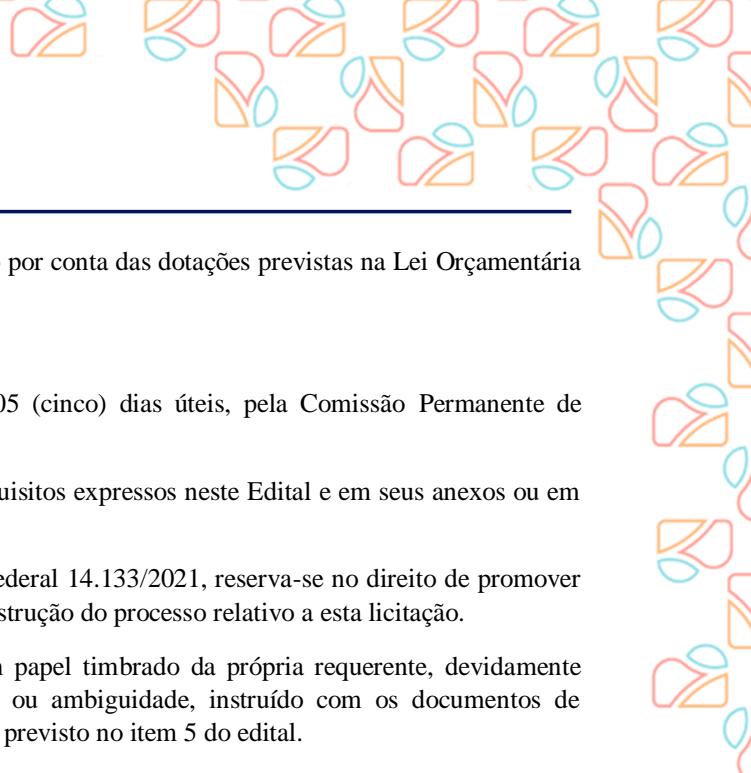 por conta das dotações previstas na Lei Orçamentária
05 (cinco) dias úteis, pela Comissão Permanente de
uisitos expressos neste Edital e em seus anexos ou em
ederal 14.133/2021, reserva-se no direito de promover
strução do processo relativo a esta licitação.
papel timbrado da própria requerente, devidamente
ou ambiguidade, instruído com os documentos de
previsto no item 5 do edital.